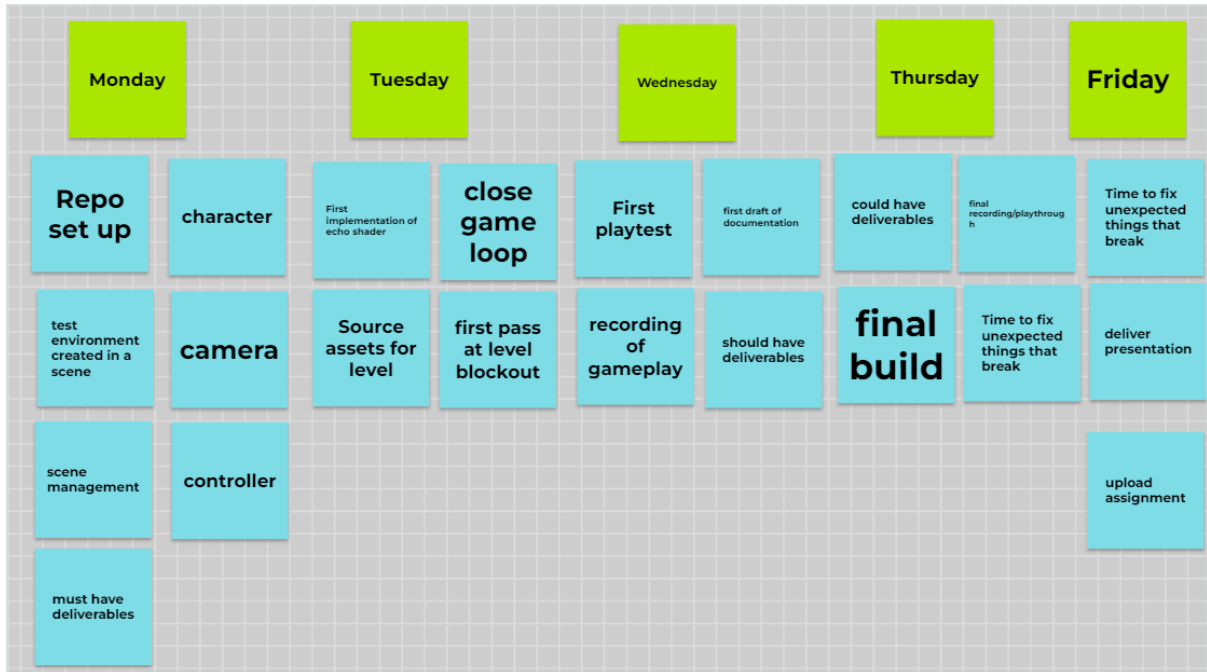 Monday
Tuesday
Wednesday
Thursday
Friday
Repo
set up
character
First
implementation of
echo shader
close
game
loop
First
playtest
first draft of
documentation
could have
deliverables
final
recording/playthroug
h
Time to fix
unexpected
things that
break
test
environment
created in a
scene
camera
Source
assets for
level
first pass
at level
blockout
recording
of
gameplay
should have
deliverables
final
build
Time to fix
unexpected
things that
break
deliver
presentation
scene
management
controller
upload
assignment
must have
deliverables